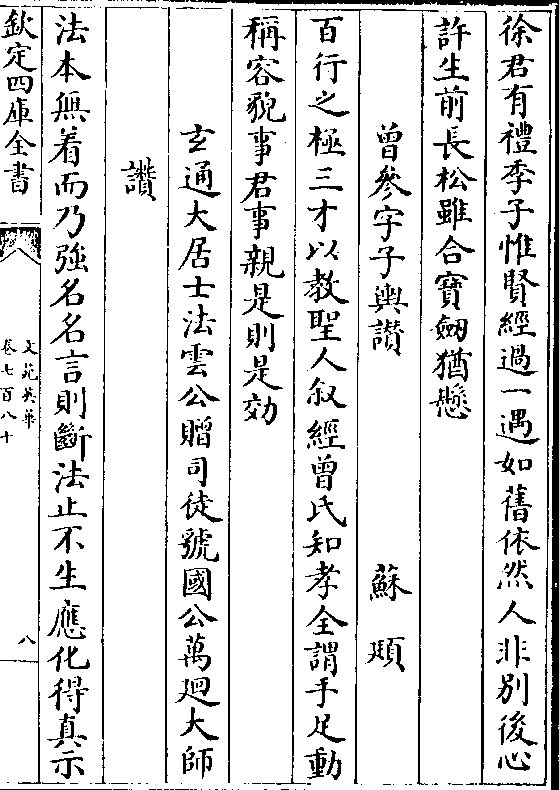 徐君有禮季子惟賢經過一遇如舊依然人非别後心
許生前長松雖合寶劒猶懸
曾參字子輿讃　蘇頲
百行之極三才以教聖人叙經曾氏知孝全謂手足動
稱容貌事君事親是則是効
玄通大居士法雲公贈司徒號國公萬廻大師
讃
法本無着而乃強名名言則斷法止不生應化得真示
欽定四庫全書
文苑英華
卷七百八十
八